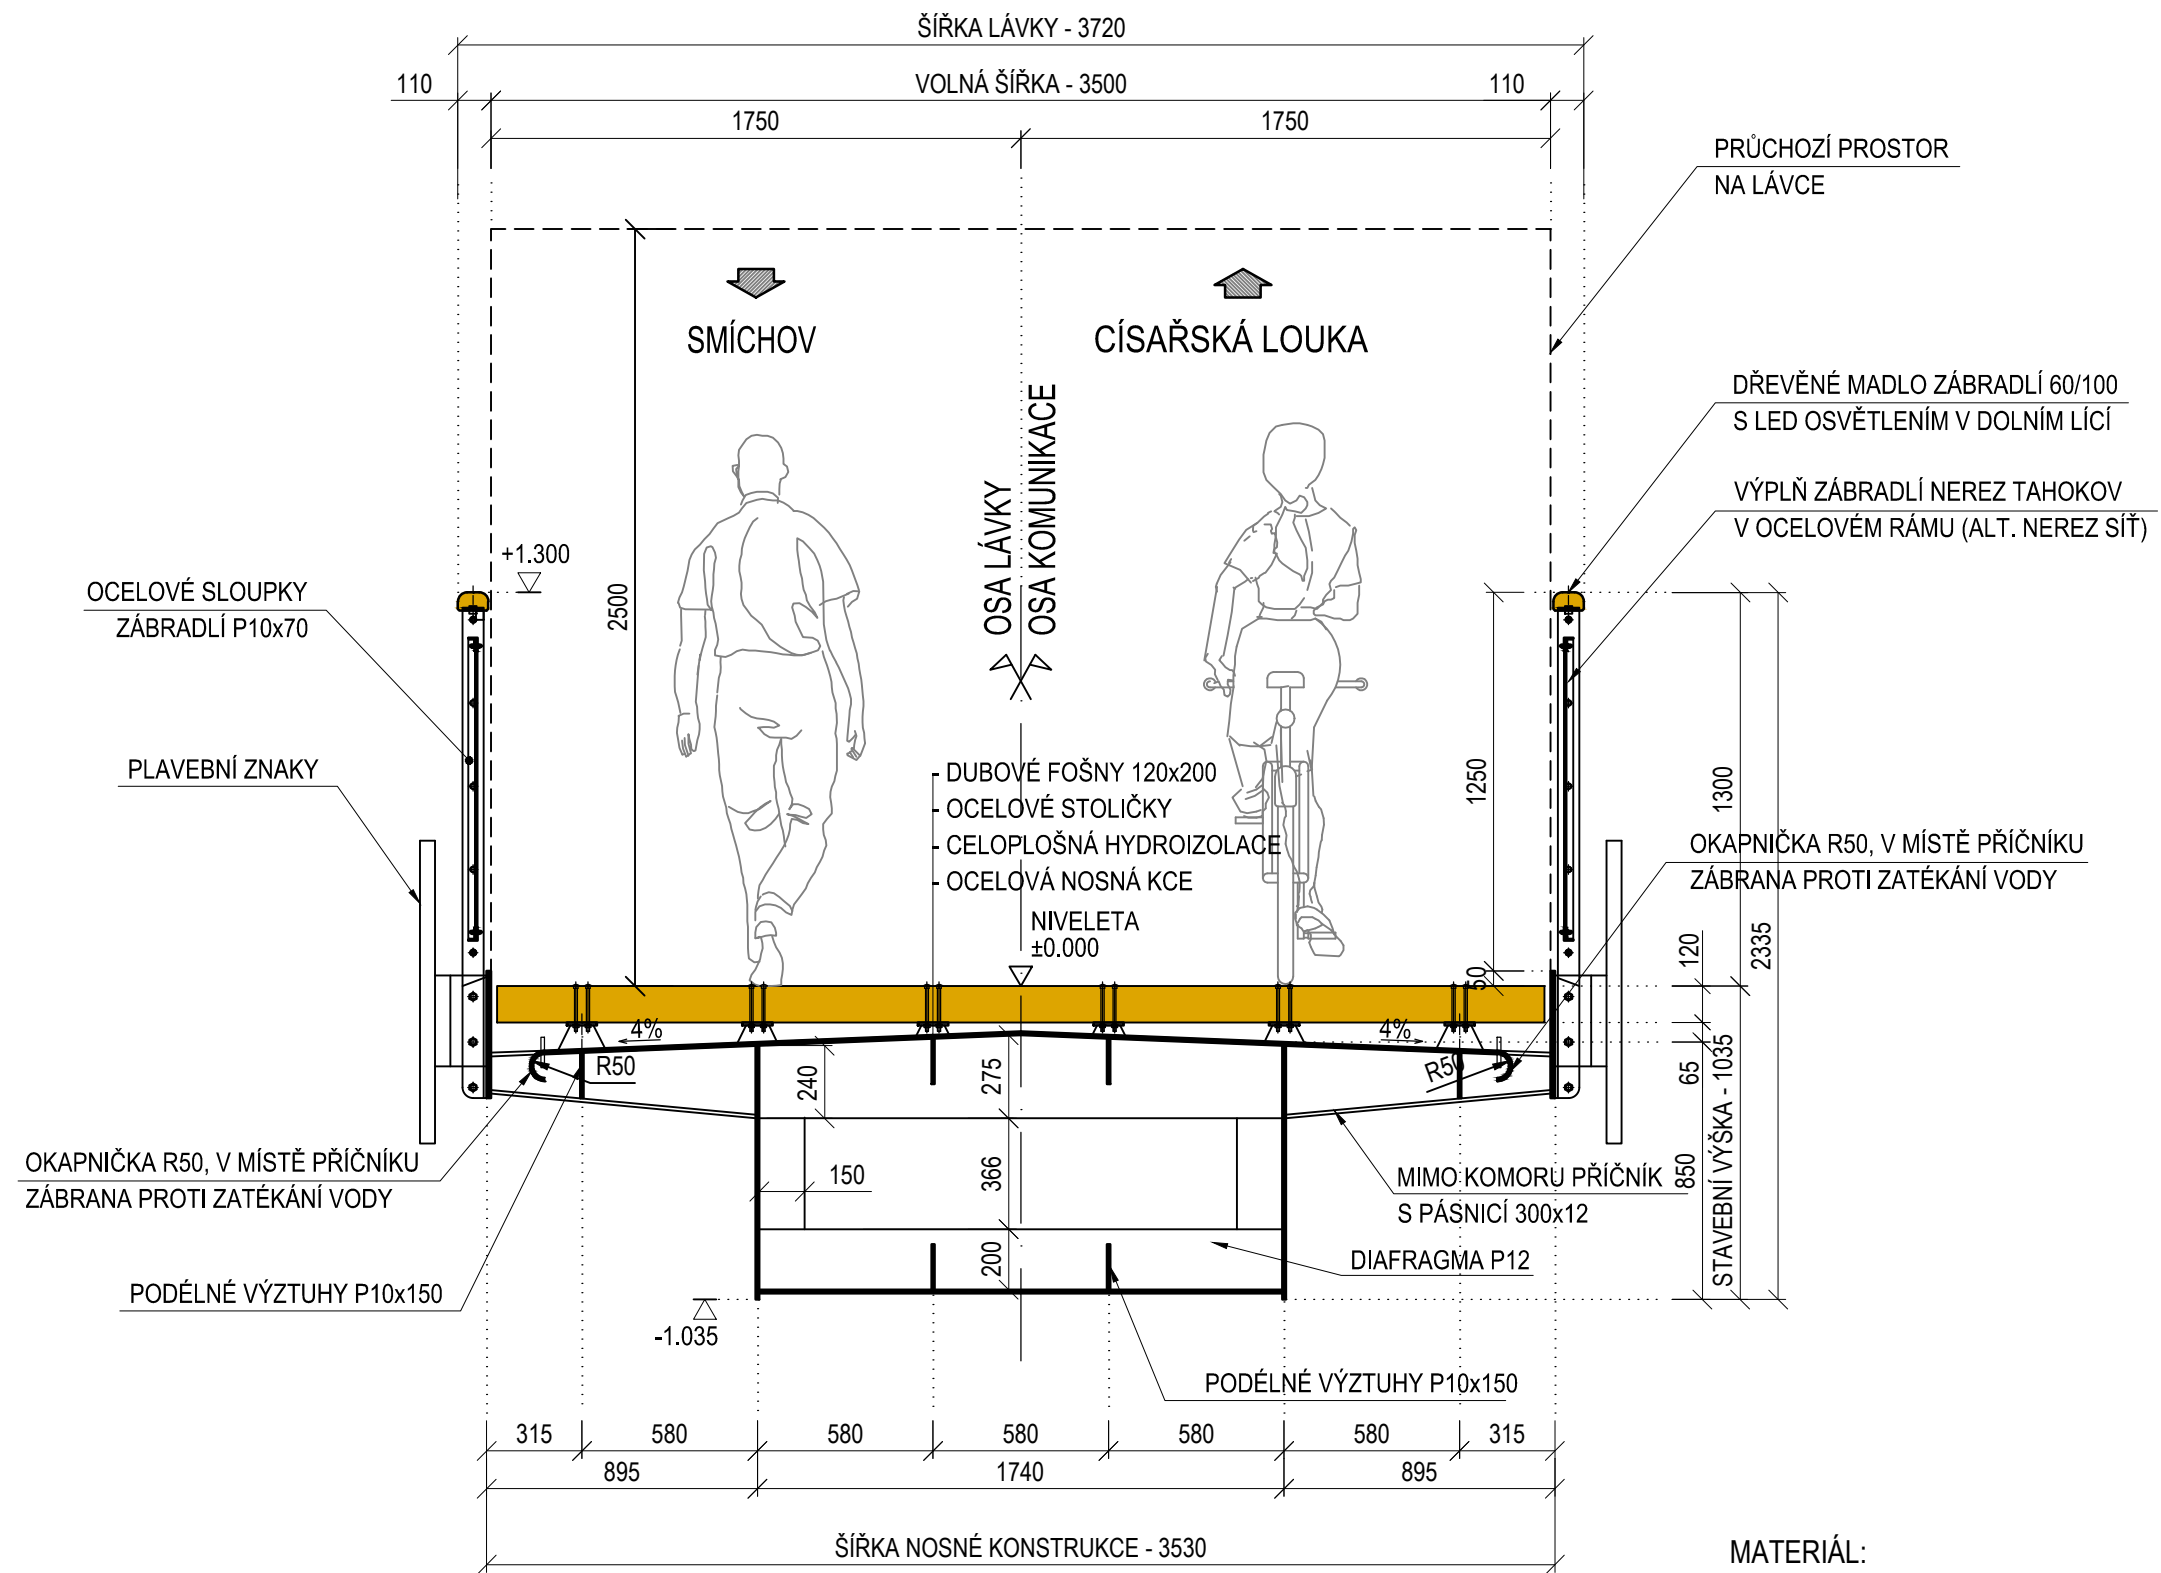 ŠÍŘKA LÁVKY - 3720
110
VOLNÁ ŠÍŘKA - 3500
110
1750
1750
PRŮCHOZÍ PROSTOR
NA LÁVCE
SMÍCHOV
CÍSAŘSKÁ LOUKA
2500
OSA LÁVKY
OSA KOMUNIKACE
DŘEVĚNÉ MADLO ZÁBRADLÍ 60/100
S LED OSVĚTLENÍM V DOLNÍM LÍCÍ
VÝPLŇ ZÁBRADLÍ NEREZ TAHOKOV
V OCELOVÉM RÁMU (ALT. NEREZ SÍŤ)
+1.300
OCELOVÉ SLOUPKY
ZÁBRADLÍ P10x70
PLAVEBNÍ ZNAKY
- DUBOVÉ FOŠNY 120x200
- OCELOVÉ STOLIČKY
- CELOPLOŠNÁ HYDROIZOLACE
- OCELOVÁ NOSNÁ KCE
NIVELETA
±0.000
1250
1300
OKAPNIČKA R50, V MÍSTĚ PŘÍČNÍKU
ZÁBRANA PROTI ZATÉKÁNÍ VODY
50
120
2335
4%
4%
R50
R50
240
275
65
STAVEBNÍ VÝŠKA - 1035
850
OKAPNIČKA R50, V MÍSTĚ PŘÍČNÍKU
ZÁBRANA PROTI ZATÉKÁNÍ VODY
150
366
MIMO KOMORU PŘÍČNÍK
S PÁSNICÍ 300x12
200
DIAFRAGMA P12
PODÉLNÉ VÝZTUHY P10x150
-1.035
PODÉLNÉ VÝZTUHY P10x150
315
580
580
580
580
580
315
895
1740
895
ŠÍŘKA NOSNÉ KONSTRUKCE - 3530
MATERIÁL: